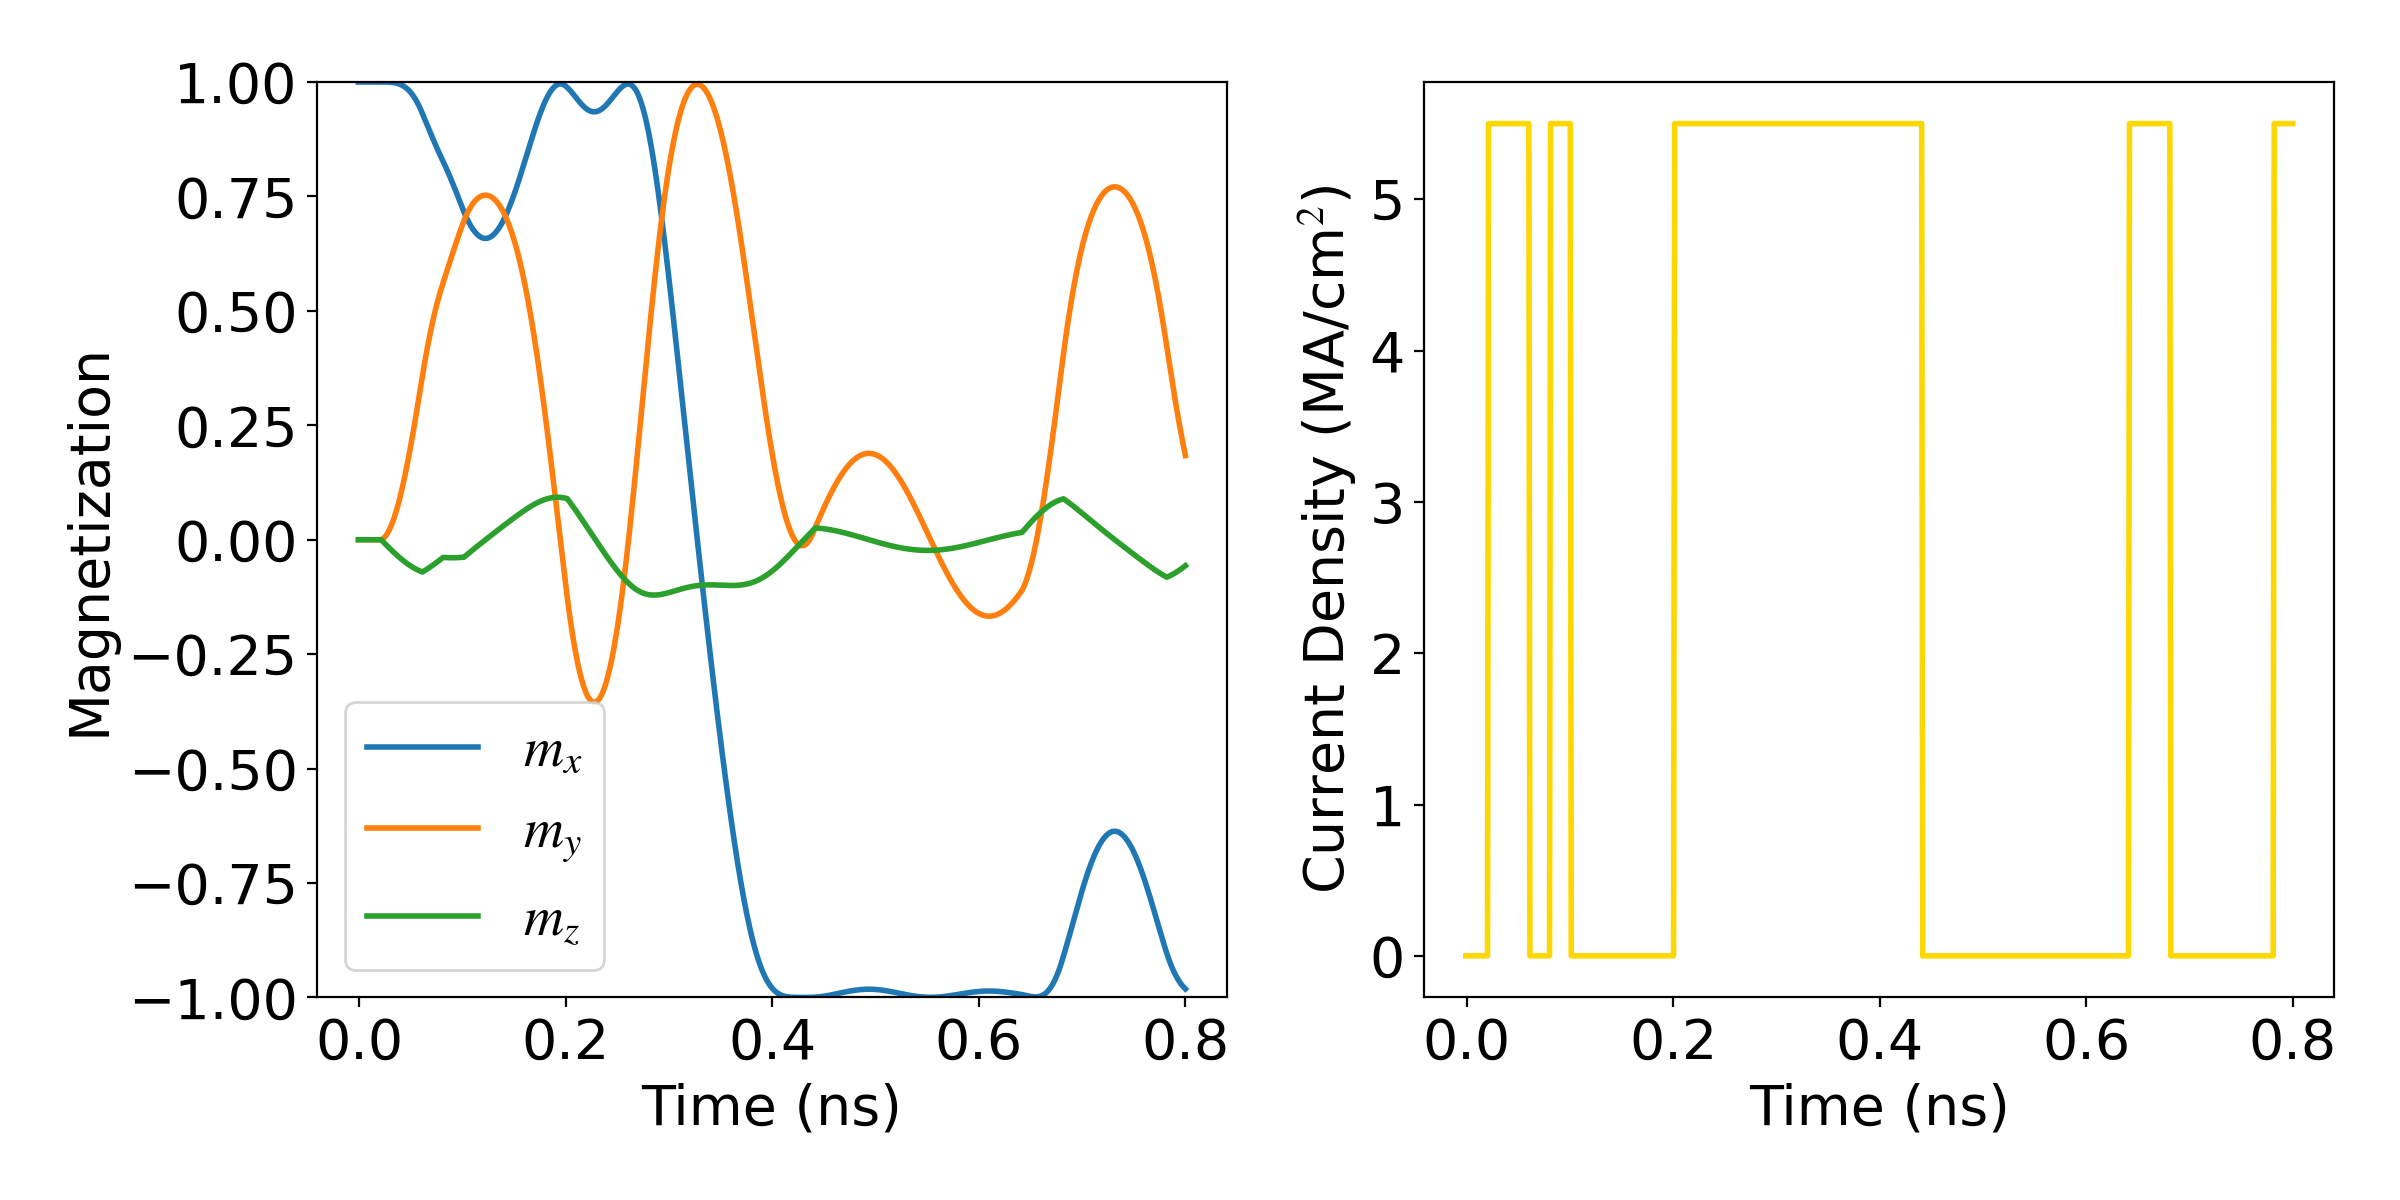 Magnetization
1.00
0.75
0.50
0.25
0.00
−0.25
−0.50
−0.75
−1.00
m_x
m_y
m_z
0.0 0.2 0.4 0.6 0.8
Time (ns)
Current Density (MA/cm²)
5
4
3
2
1
0
0.0 0.2 0.4 0.6 0.8
Time (ns)